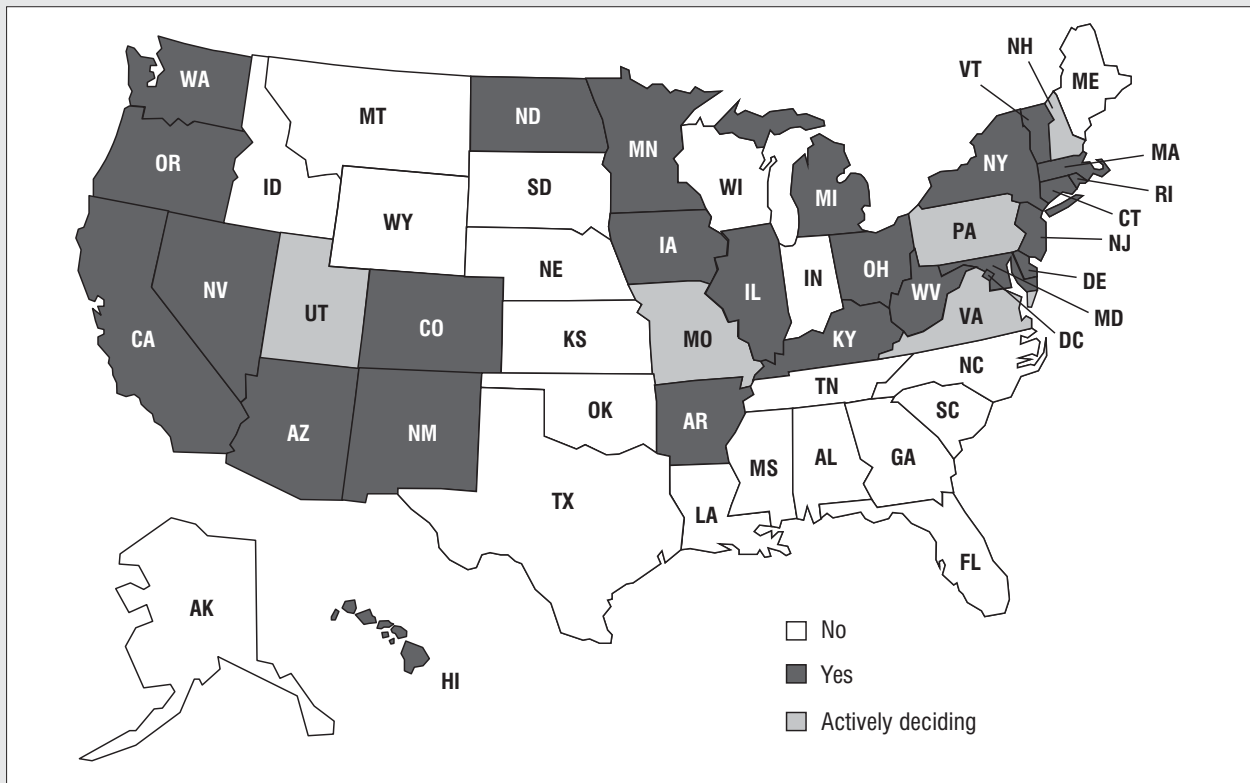 NH
VT
ME
WA
MT
ND
MN
OR
ID
SD
WI
MI
NY
MA
RI
CT
NJ
WY
IA
PA
NE
NV
UT
CO
IL
IN
OH
WV
VA
DE
MD
DC
CA
KS
MO
KY
NC
TN
AZ
NM
OK
AR
SC
MS
AL
GA
TX
LA
FL
AK
HI
No
Yes
Actively deciding